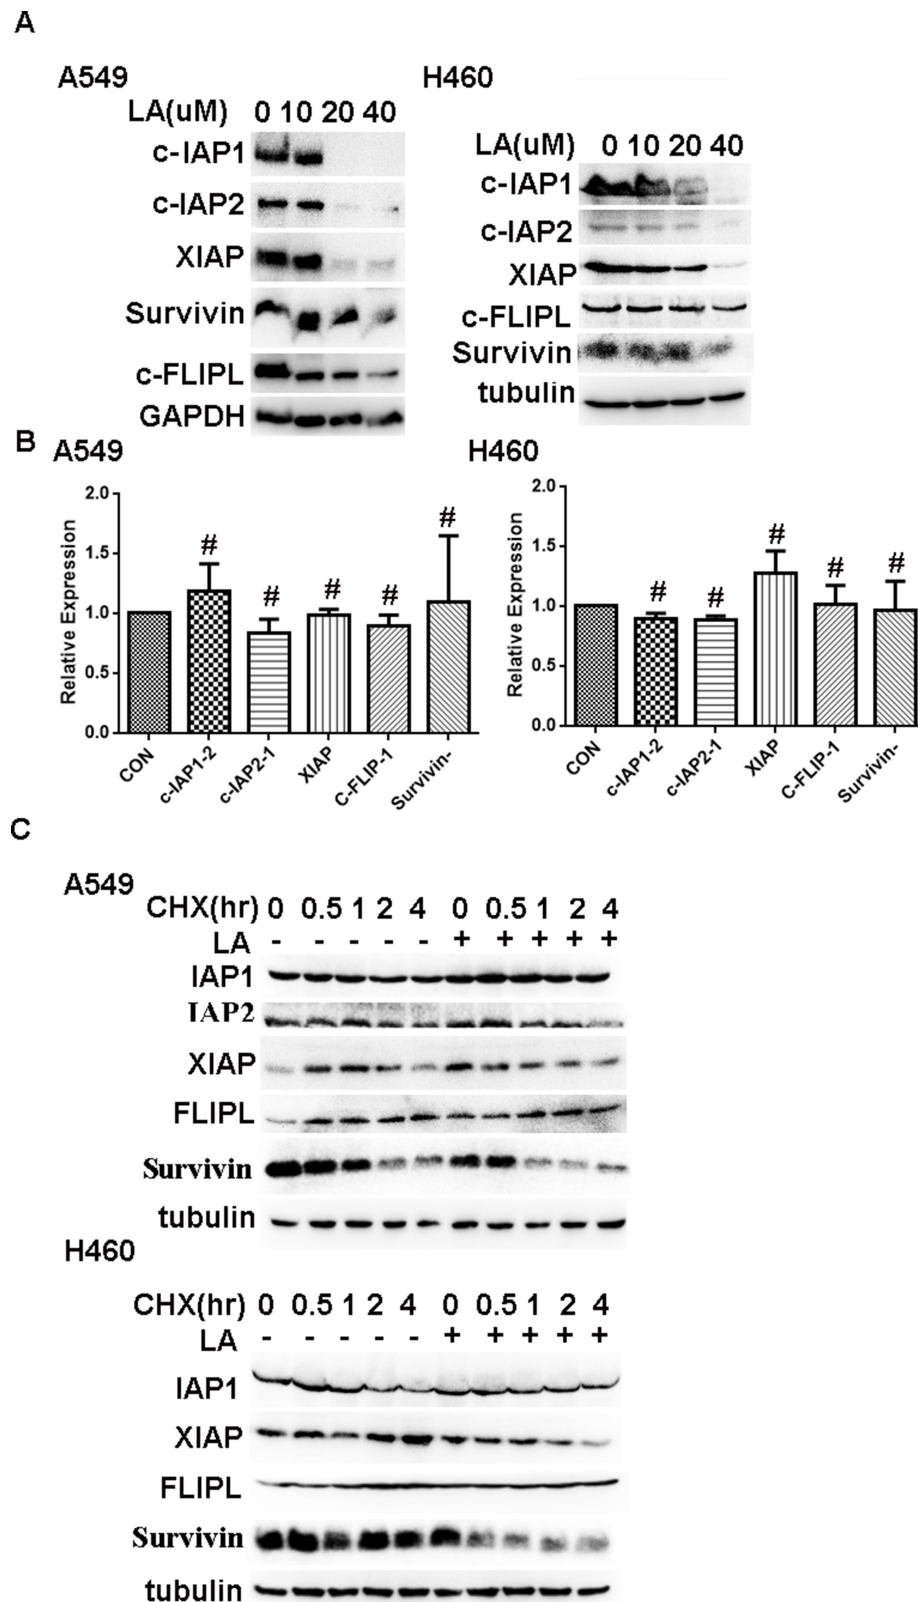 A
A549
LA(uM) 0 10 20 40
c-IAP1
c-IAP2
XIAP
Survivin
c-FLIPL
GAPDH
H460
LA(uM) 0 10 20 40
c-IAP1
c-IAP2
XIAP
c-FLIPL
Survivin
tubulin
B
A549
Relative Expression
2.0
1.5
1.0
0.5
0.0
# # # # #
CON c-IAP1-2 c-IAP2-1 XIAP C-FLIP-1 Survivin-
H460
Relative Expression
2.0
1.5
1.0
0.5
0.0
# # # # #
CON c-IAP1-2 c-IAP2-1 XIAP C-FLIP-1 Survivin-
C
A549
CHX(hr) 0 0.5 1 2 4 0 0.5 1 2 4
LA - - - - - + + + + +
IAP1
IAP2
XIAP
FLIPL
Survivin
tubulin
H460
CHX(hr) 0 0.5 1 2 4 0 0.5 1 2 4
LA - - - - - + + + + +
IAP1
XIAP
FLIPL
Survivin
tubulin